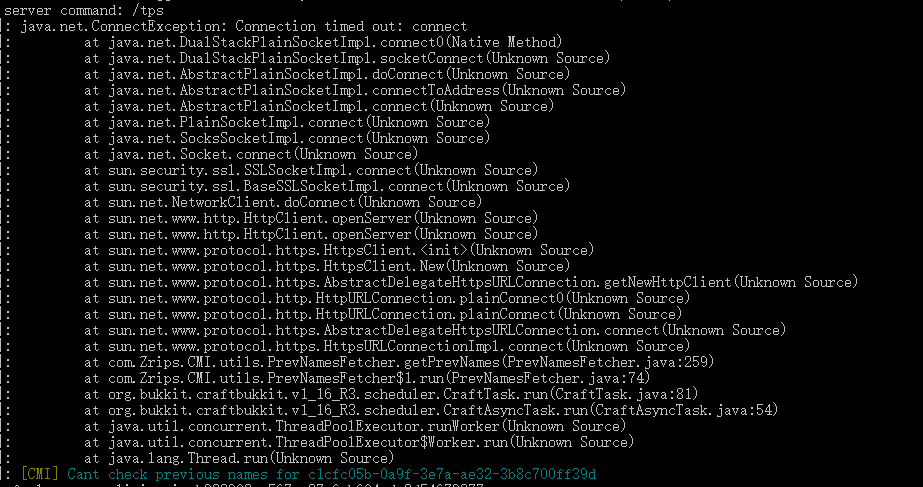 server command: /tps
|: java.net.ConnectException: Connection timed out: connect
|: at java.net.DualStackPlainSocketImpl.connect0(Native Method)
|: at java.net.DualStackPlainSocketImpl.socketConnect(Unknown Source)
|: at java.net.AbstractPlainSocketImpl.doConnect(Unknown Source)
|: at java.net.AbstractPlainSocketImpl.connectToAddress(Unknown Source)
|: at java.net.AbstractPlainSocketImpl.connect(Unknown Source)
|: at java.net.PlainSocketImpl.connect(Unknown Source)
|: at java.net.SocksSocketImpl.connect(Unknown Source)
|: at java.net.Socket.connect(Unknown Source)
|: at sun.security.ssl.SSLSocketImpl.connect(Unknown Source)
|: at sun.security.ssl.BaseSSLSocketImpl.connect(Unknown Source)
|: at sun.net.NetworkClient.doConnect(Unknown Source)
|: at sun.net.www.http.HttpClient.openServer(Unknown Source)
|: at sun.net.www.http.HttpClient.openServer(Unknown Source)
|: at sun.net.www.protocol.https.HttpsClient.<init>(Unknown Source)
|: at sun.net.www.protocol.https.HttpsClient.New(Unknown Source)
|: at sun.net.www.protocol.https.AbstractDelegateHttpsURLConnection.getNewHttpClient(Unknown Source)
|: at sun.net.www.protocol.http.HttpURLConnection.plainConnect0(Unknown Source)
|: at sun.net.www.protocol.http.HttpURLConnection.plainConnect(Unknown Source)
|: at sun.net.www.protocol.https.AbstractDelegateHttpsURLConnection.connect(Unknown Source)
|: at sun.net.www.protocol.https.HttpsURLConnectionImpl.connect(Unknown Source)
|: at com.Zrips.CMI.utils.PrevNamesFetcher.getPrevNames(PrevNamesFetcher.java:259)
|: at com.Zrips.CMI.utils.PrevNamesFetcher$1.run(PrevNamesFetcher.java:74)
|: at org.bukkit.craftbukkit.v1_16_R3.scheduler.CraftTask.run(CraftTask.java:81)
|: at org.bukkit.craftbukkit.v1_16_R3.scheduler.CraftAsyncTask.run(CraftAsyncTask.java:54)
|: at java.util.concurrent.ThreadPoolExecutor.runWorker(Unknown Source)
|: at java.util.concurrent.ThreadPoolExecutor$Worker.run(Unknown Source)
|: at java.lang.Thread.run(Unknown Source)
|: [CMI] Cant check previous names for c1cfc05b-0a9f-3e7a-ae32-3b8c700ff39d